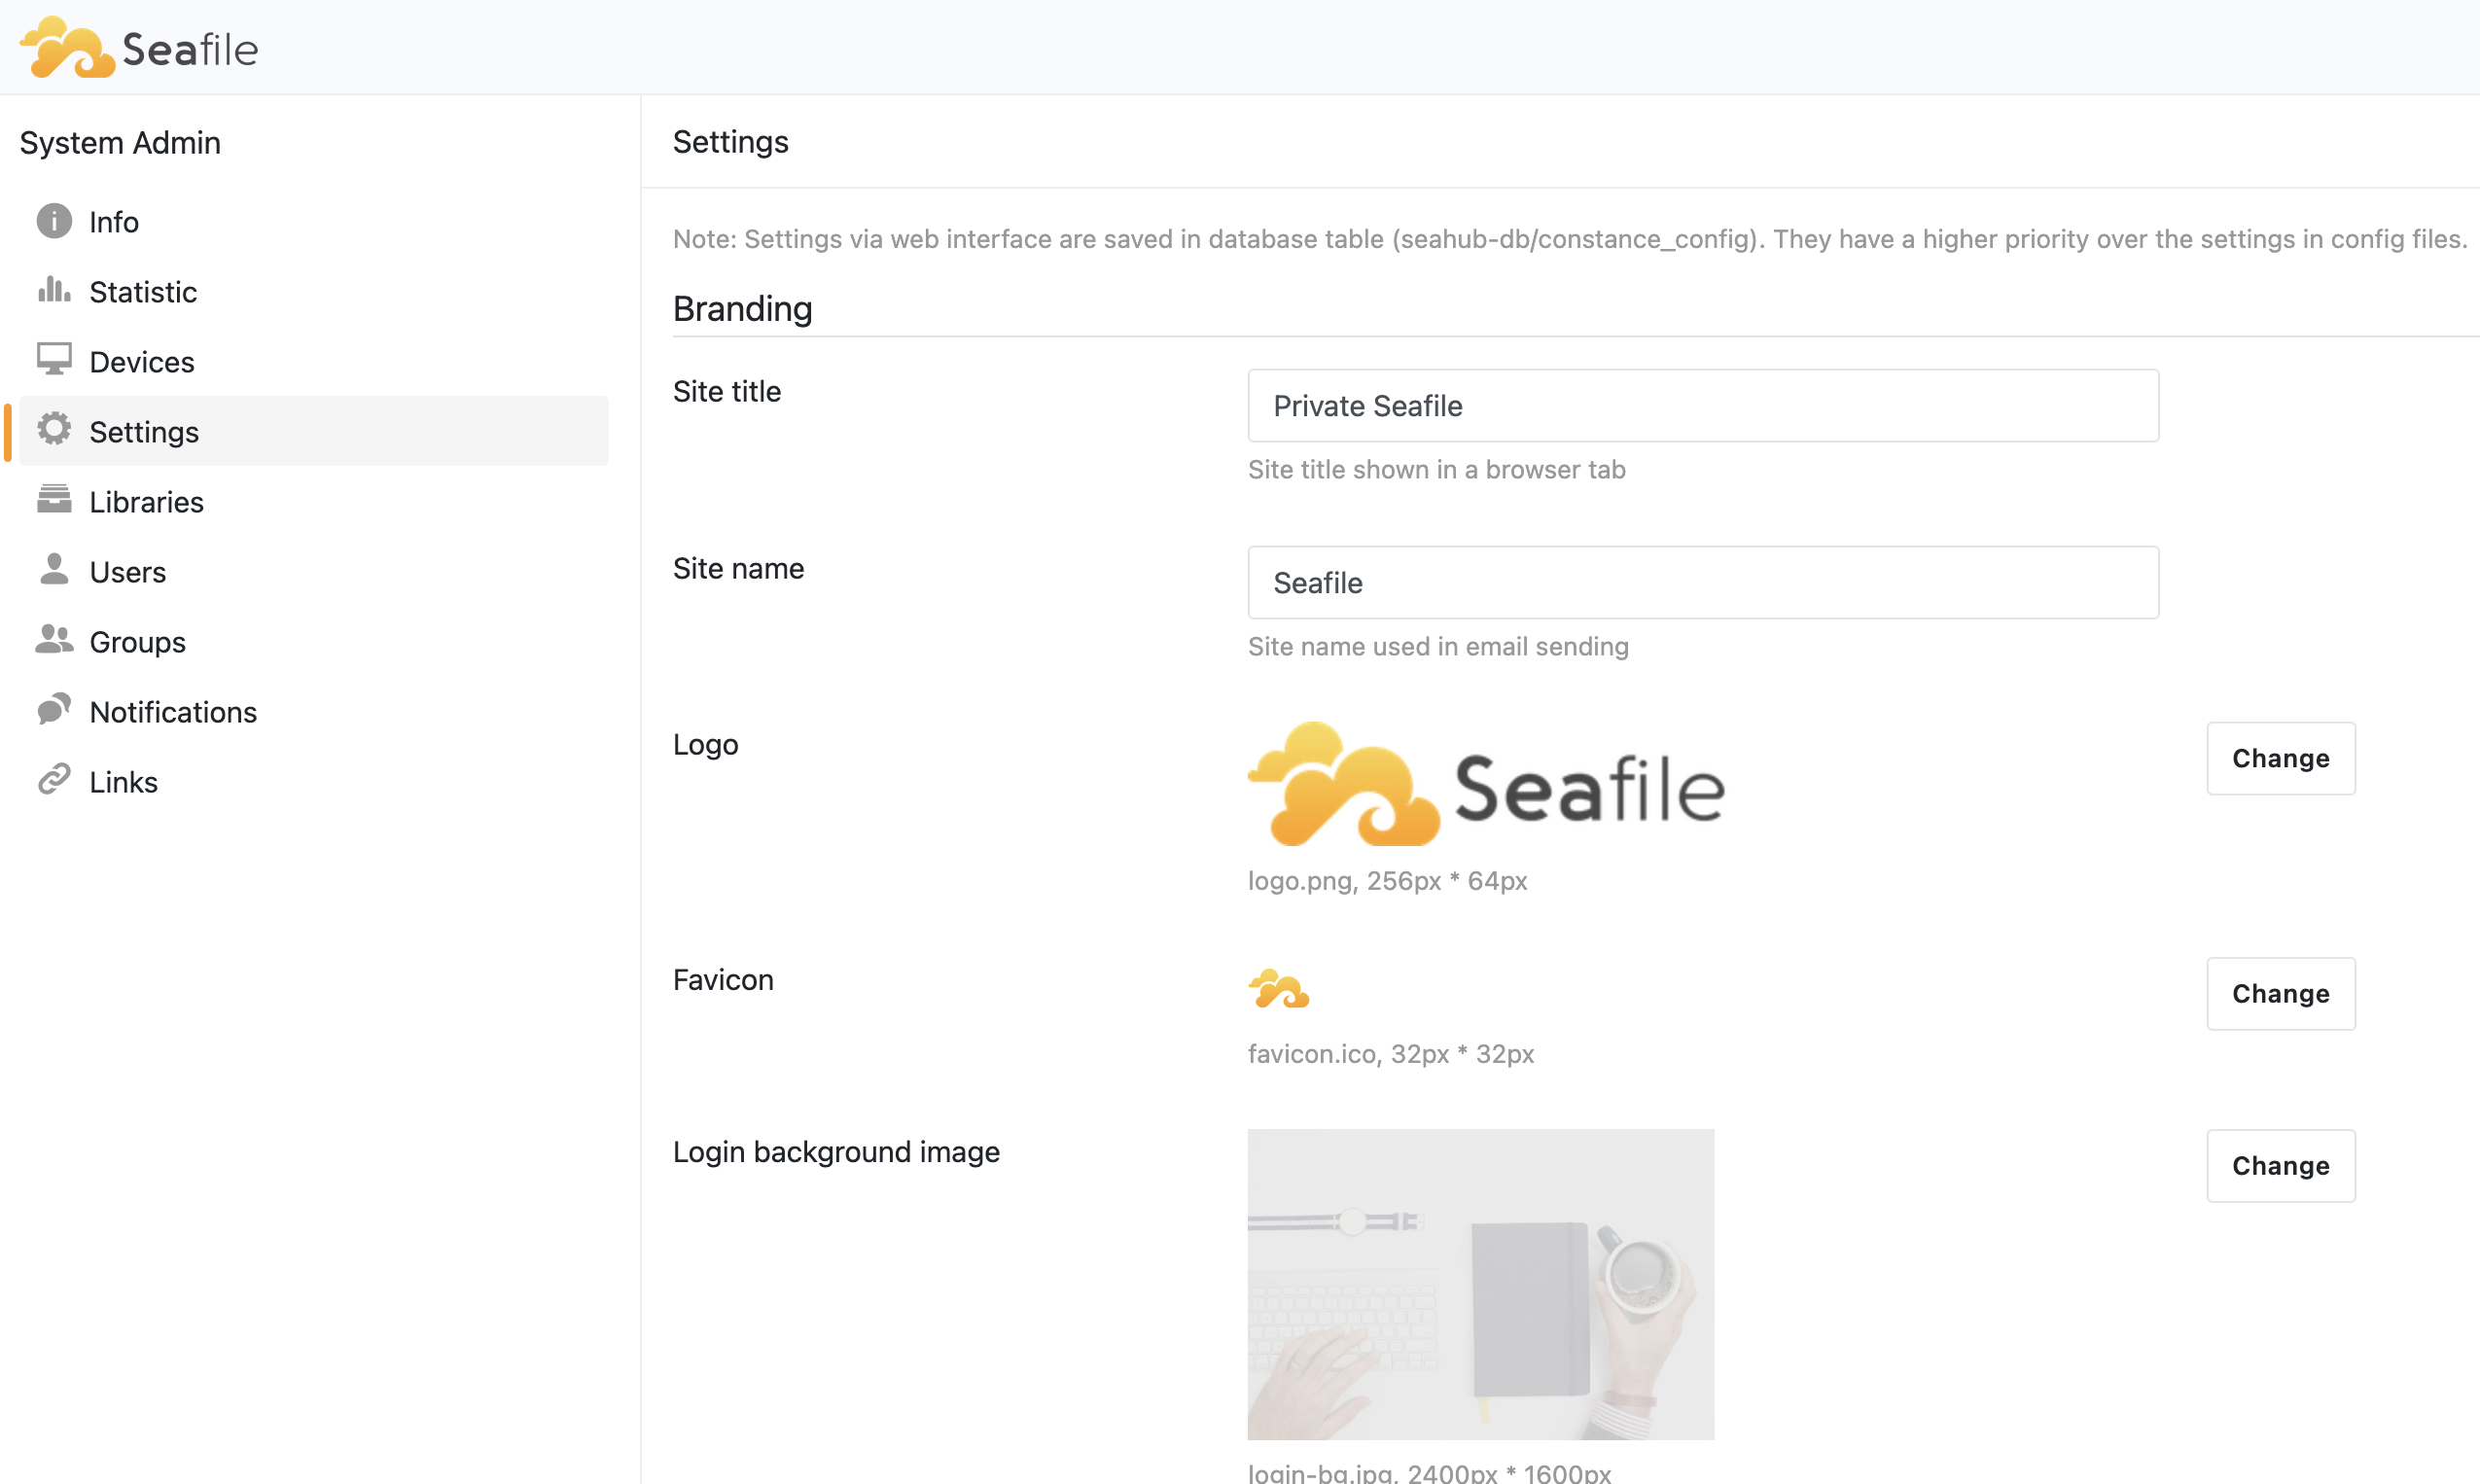 Seafile
System Admin
Info
Statistic
Devices
Settings
Libraries
Users
Groups
Notifications
Links
Settings
Note: Settings via web interface are saved in database table (seahub-db/constance_config). They have a higher priority over the settings in config files.
Branding
Site title
Private Seafile
Site title shown in a browser tab
Site name
Seafile
Site name used in email sending
Logo
Seafile
Change
logo.png, 256px * 64px
Favicon
Change
favicon.ico, 32px * 32px
Login background image
Change
login-bg.jpg, 2400px * 1600px